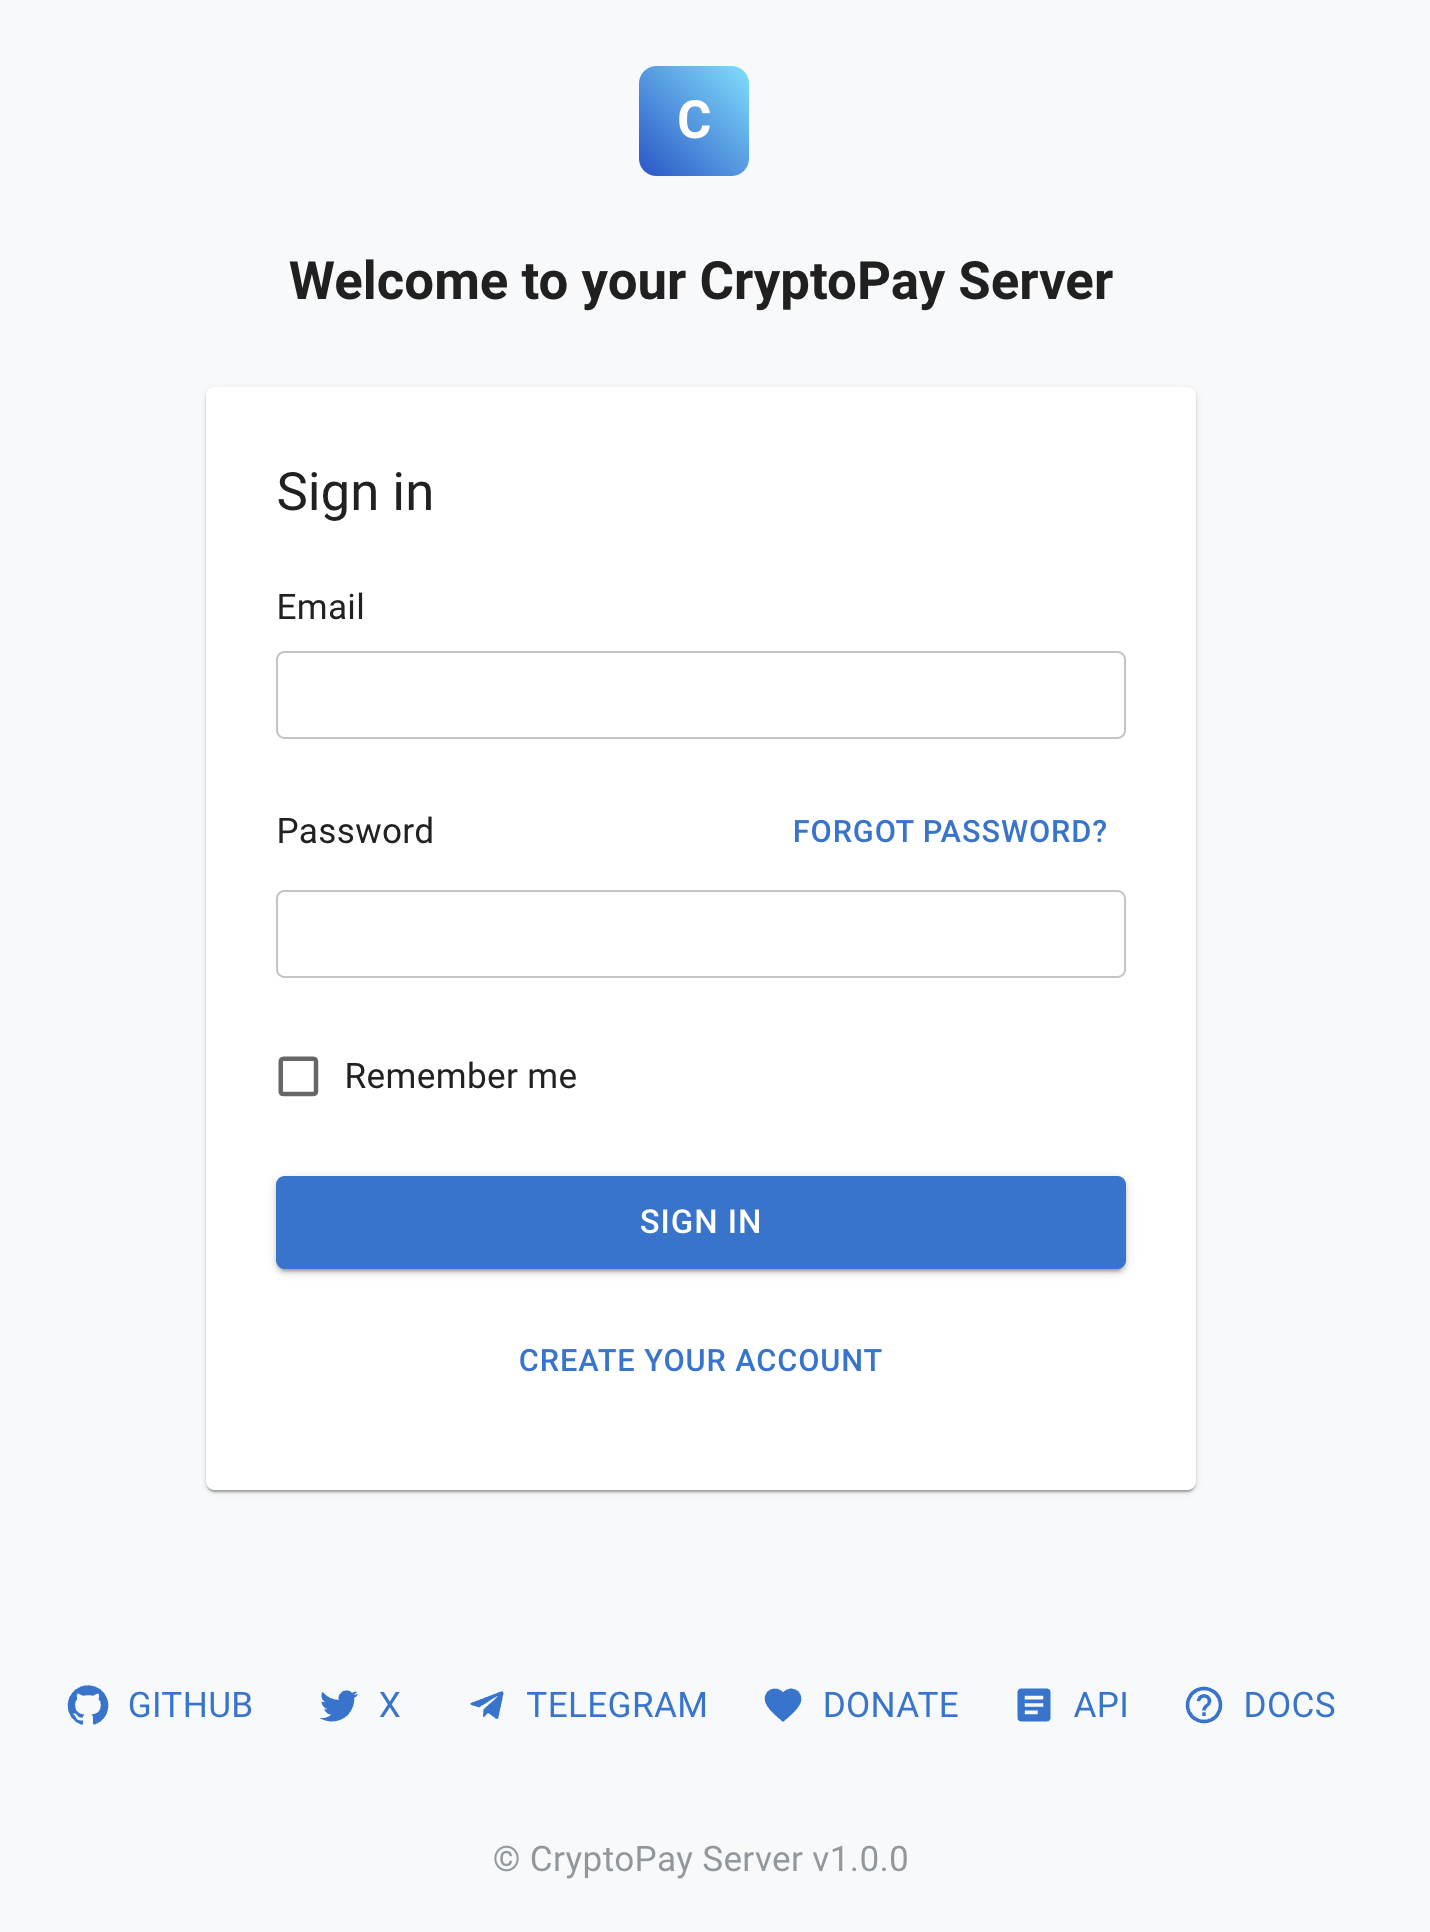 C
Welcome to your CryptoPay Server
Sign in
Email
Password FORGOT PASSWORD?
Remember me
SIGN IN
CREATE YOUR ACCOUNT
GITHUB X TELEGRAM DONATE API DOCS
© CryptoPay Server v1.0.0